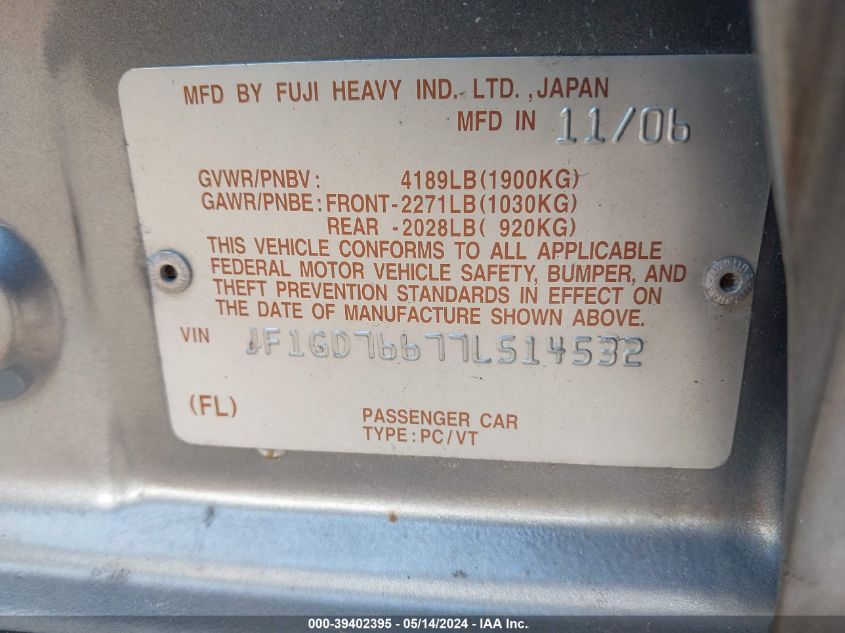 MFD BY FUJI HEAVY IND. LTD. ,JAPAN
MFD IN 11/06
GVWR/PNBV: 4189LB(1900KG)
GAWR/PNBE: FRONT-2271LB(1030KG)
REAR -2028LB( 920KG)
THIS VEHICLE CONFORMS TO ALL APPLICABLE
FEDERAL MOTOR VEHICLE SAFETY, BUMPER, AND
THEFT PREVENTION STANDARDS IN EFFECT ON
THE DATE OF MANUFACTURE SHOWN ABOVE.
VIN JF1GD76677L514532
(FL) PASSENGER CAR
TYPE: PC/VT
000-39402395 - 05/14/2024 - IAA Inc.